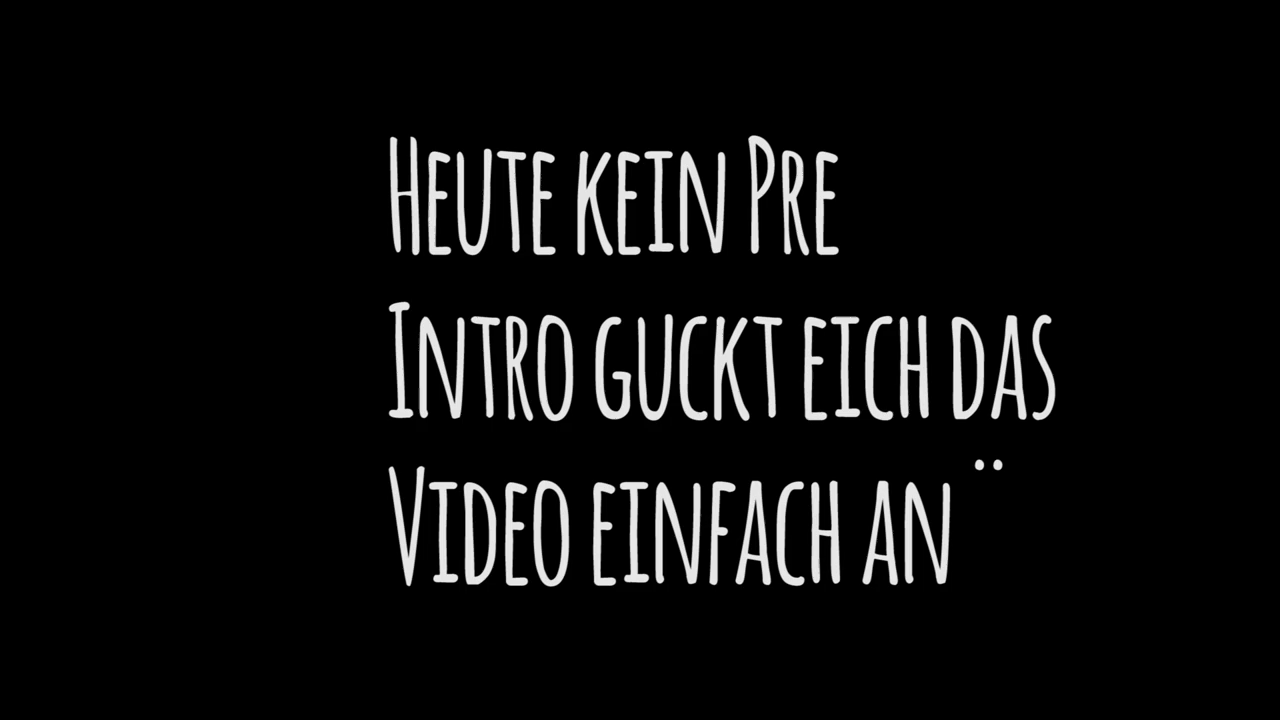 Heute kein Pre
Intro guckt eich das
Video einfach an ¨